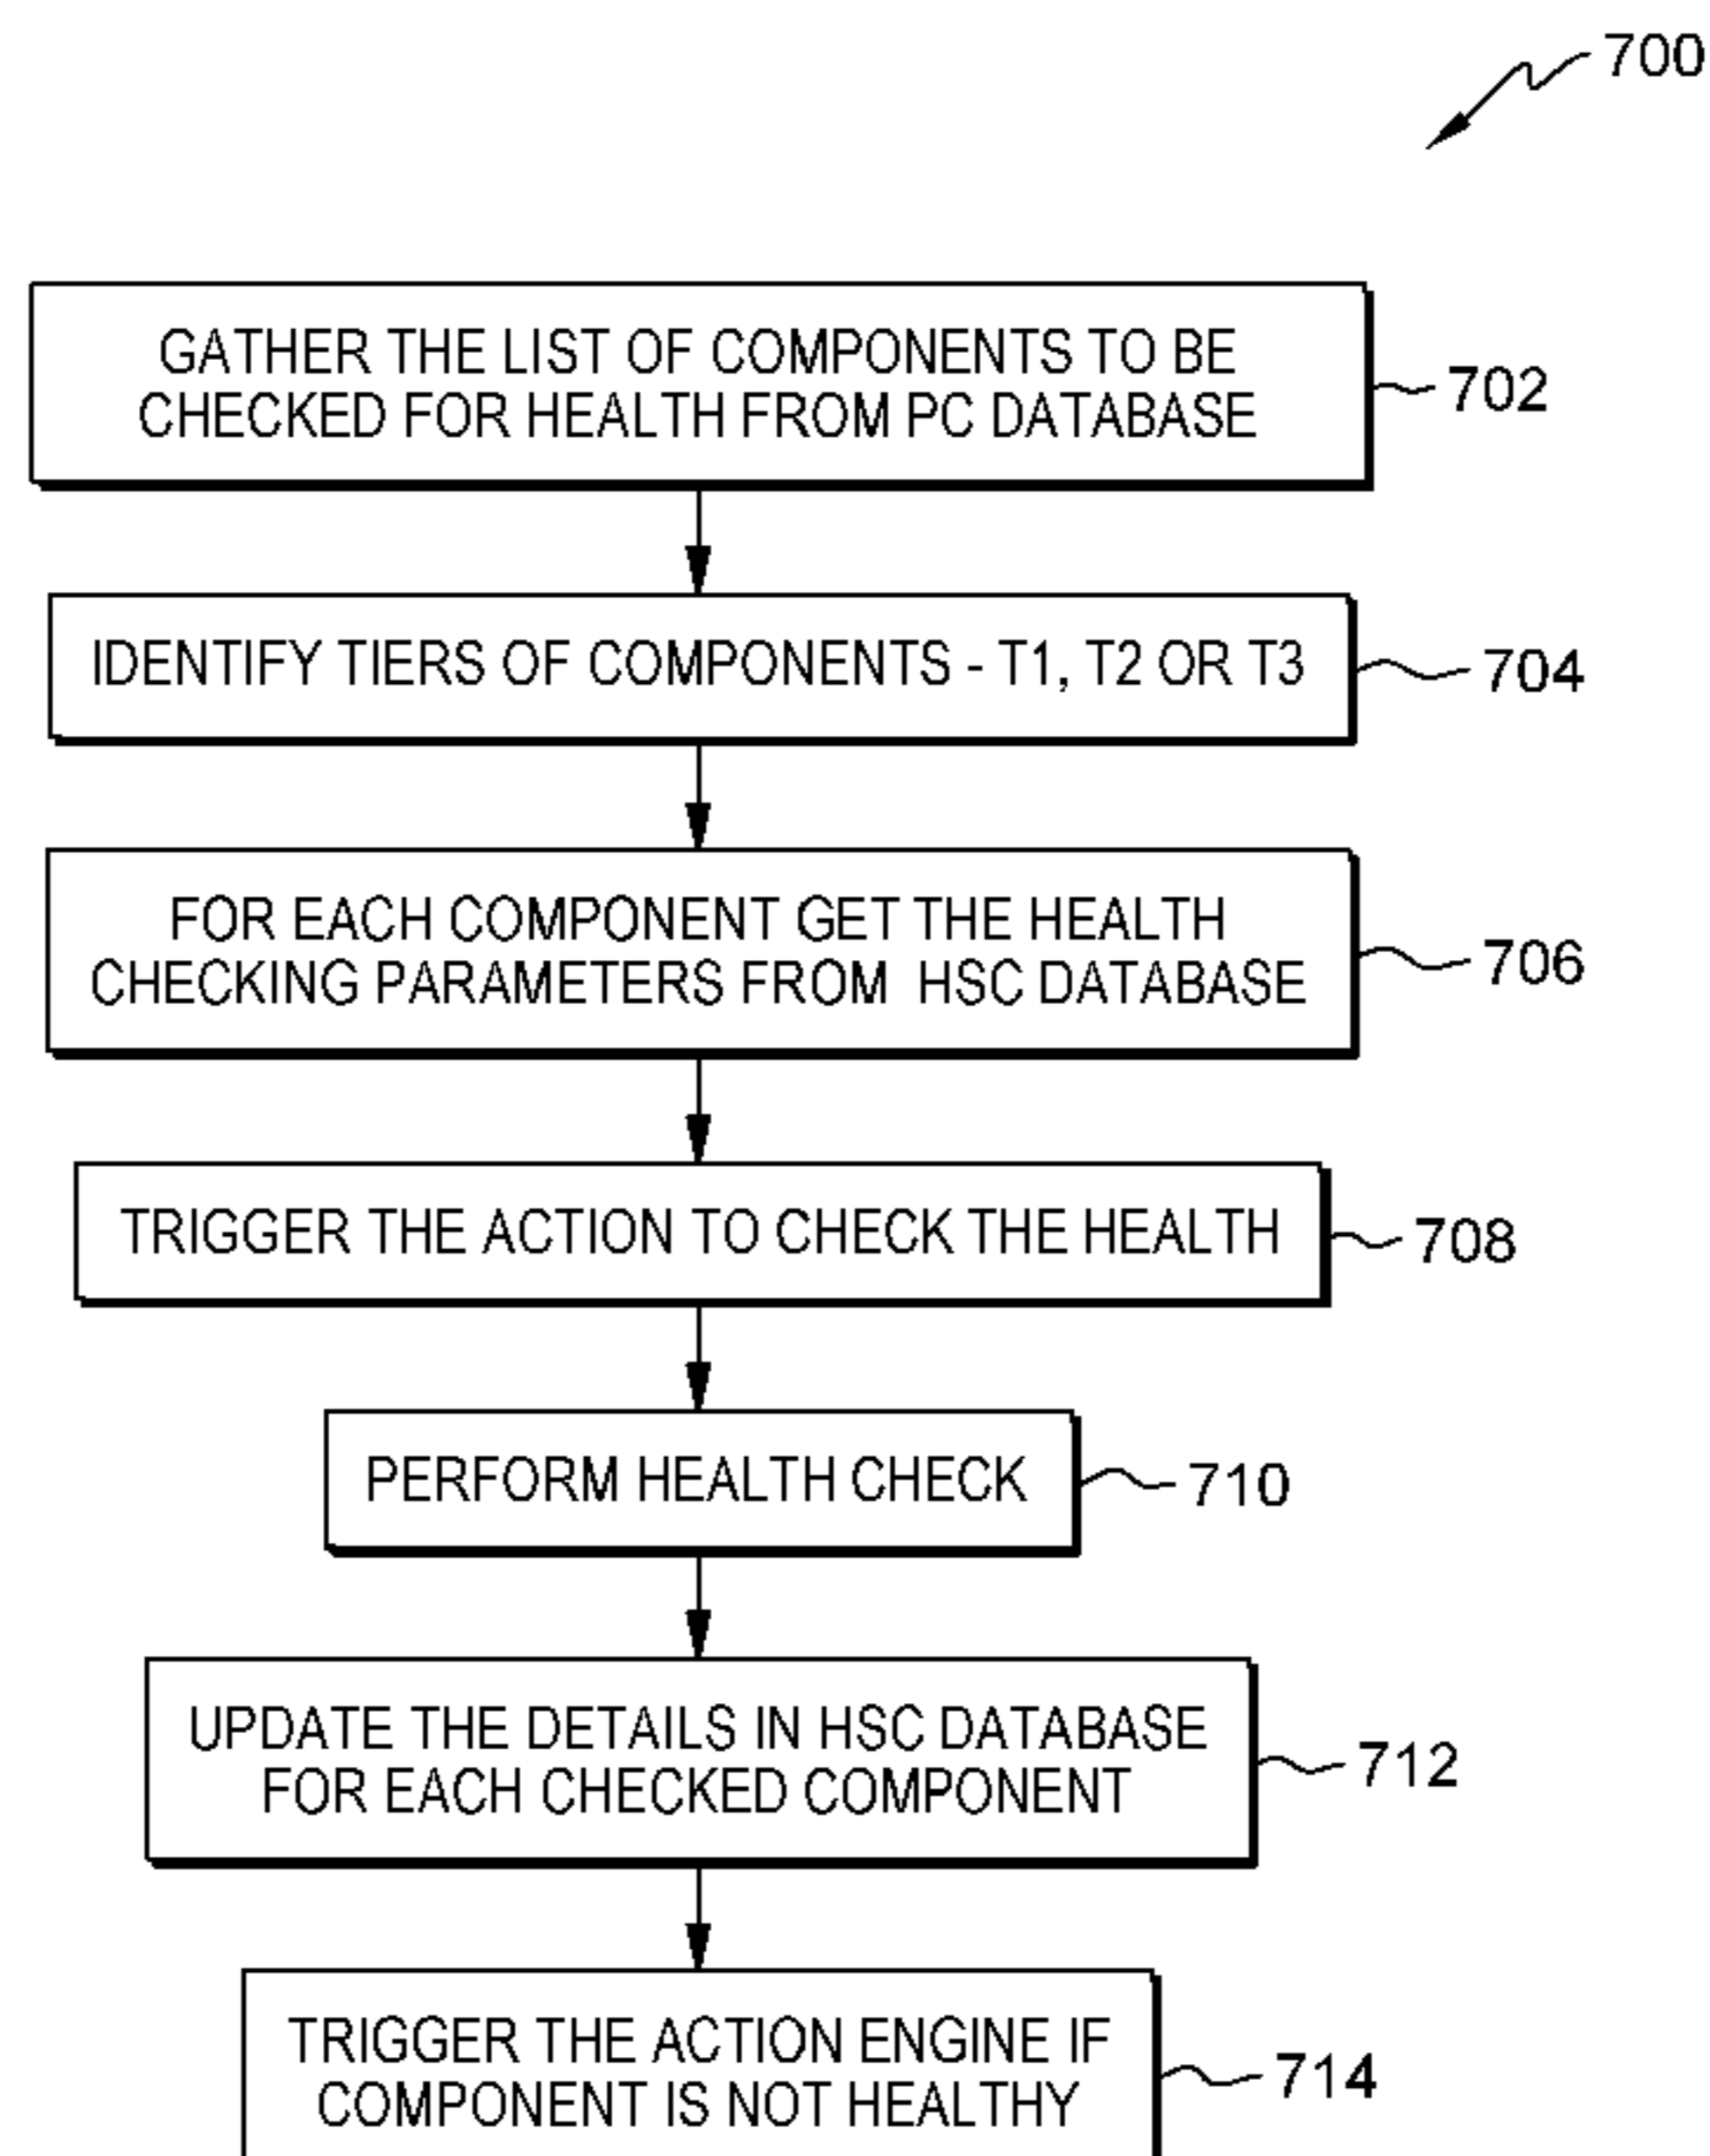 700
GATHER THE LIST OF COMPONENTS TO BE
CHECKED FOR HEALTH FROM PC DATABASE
702
IDENTIFY TIERS OF COMPONENTS - T1, T2 OR T3
704
FOR EACH COMPONENT GET THE HEALTH
CHECKING PARAMETERS FROM HSC DATABASE
706
TRIGGER THE ACTION TO CHECK THE HEALTH
708
PERFORM HEALTH CHECK
710
UPDATE THE DETAILS IN HSC DATABASE
FOR EACH CHECKED COMPONENT
712
TRIGGER THE ACTION ENGINE IF
COMPONENT IS NOT HEALTHY
714